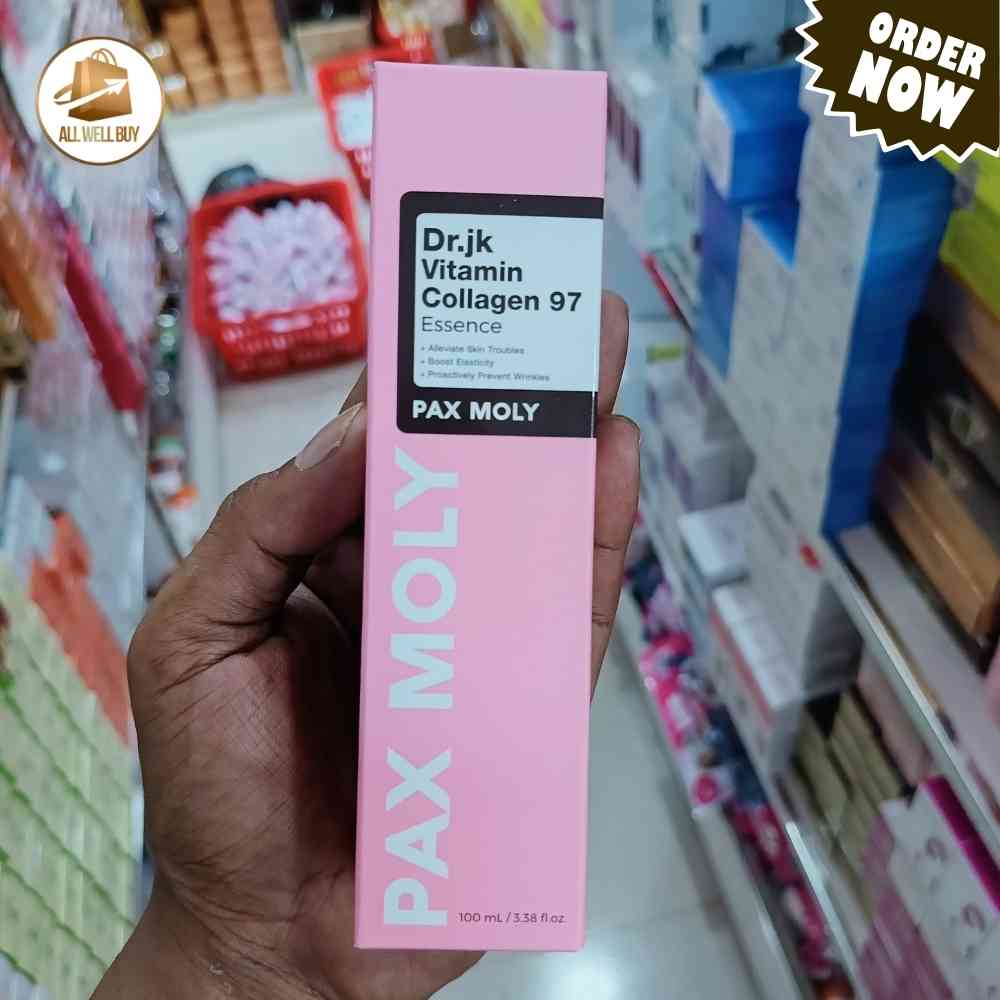 ALL WELL BUY
ORDER
NOW
Dr.jk
Vitamin
Collagen 97
Essence
+ Alleviate Skin Troubles
+ Boost Elasticity
+ Proactively Prevent Wrinkles
PAX MOLY
PAX MOLY
100 mL / 3.38 fl.oz.